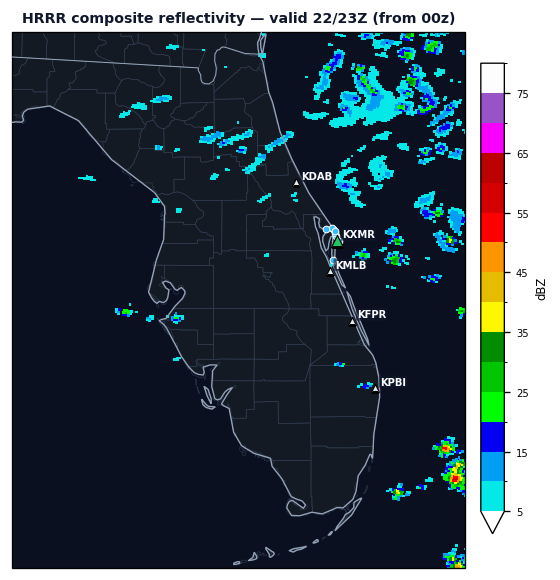 HRRR composite reflectivity — valid 22/23Z (from 00z)
KDAB
KXMR
KMLB
KFPR
KPBI
75
65
55
45
35
25
15
5
dBZ